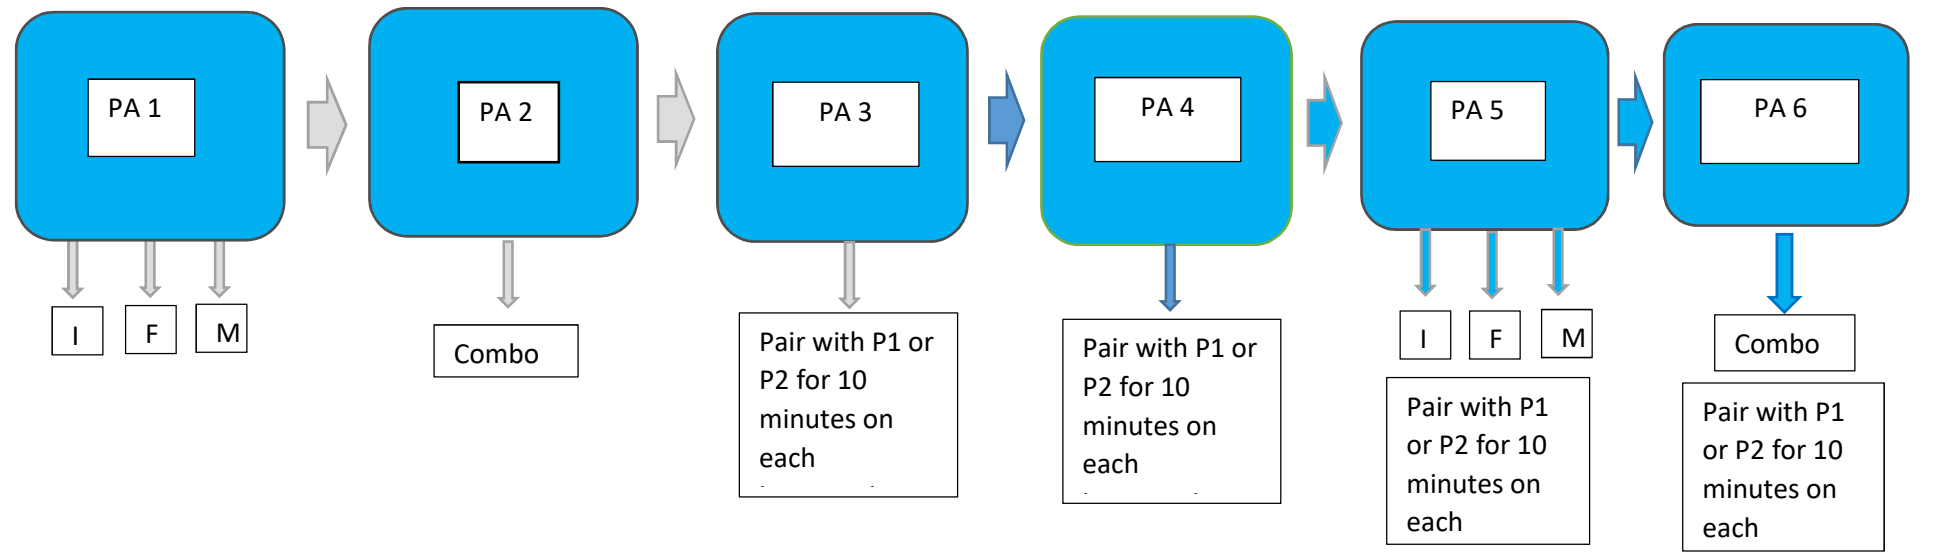 PA 1
PA 2
PA 3
PA 4
PA 5
PA 6
I
F
M
Combo
Pair with P1 or
P2 for 10
minutes on
each
Pair with P1 or
P2 for 10
minutes on
each
I
F
M
Pair with P1
or P2 for 10
minutes on
each
Combo
Pair with P1
or P2 for 10
minutes on
each